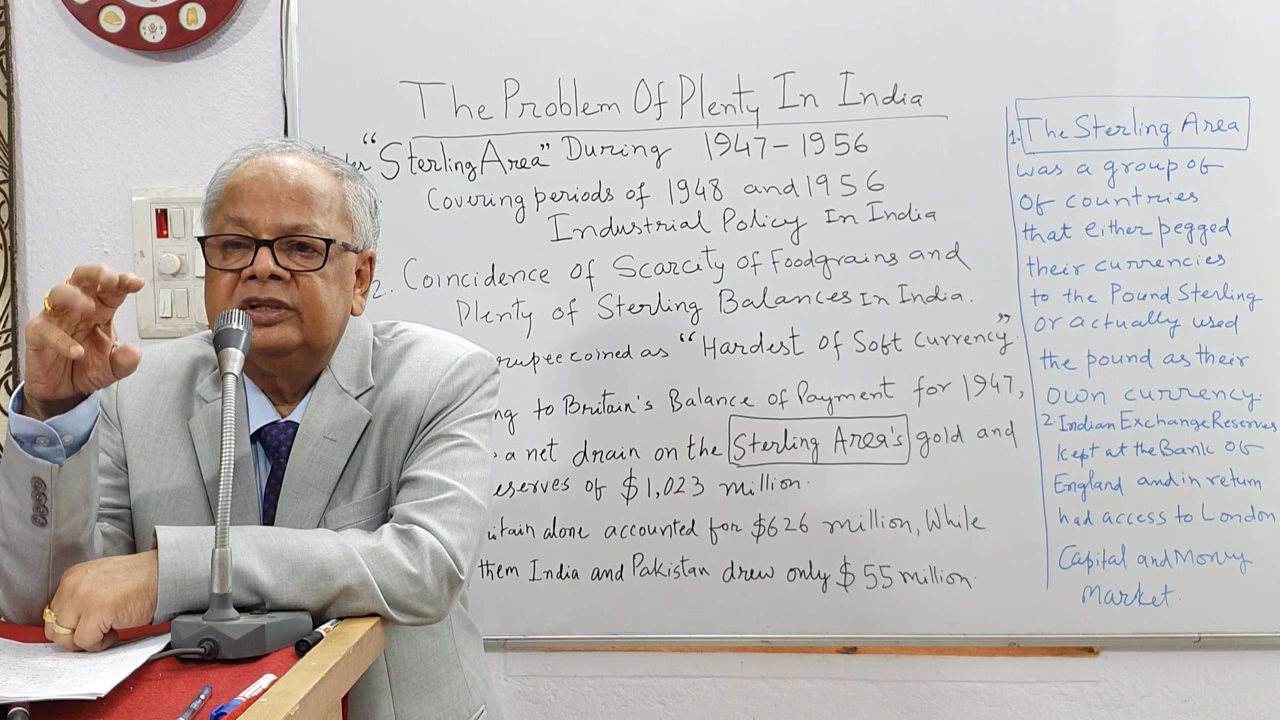 The Problem Of Plenty In India
"Sterling Area" During 1947-1956
Covering periods of 1948 and 1956
Industrial Policy In India
2. Coincidence of Scarcity of Foodgrains and
Plenty of Sterling Balances In India.
rupee coined as "Hardest of Soft Currency"
to Britain's Balance of Payment for 1947,
a net drain on the Sterling Area's gold and
of $1,023 million.
alone accounted for $626 million, While
them India and Pakistan drew only $55 million.
1. The Sterling Area
was a group of
of countries
that either pegged
their currencies
to the Pound Sterling
or actually used
the pound as their
own currency.
2. Indian Exchange Reserves
kept at the Bank of
England and in return
had access to London
Capital and Money
Market.